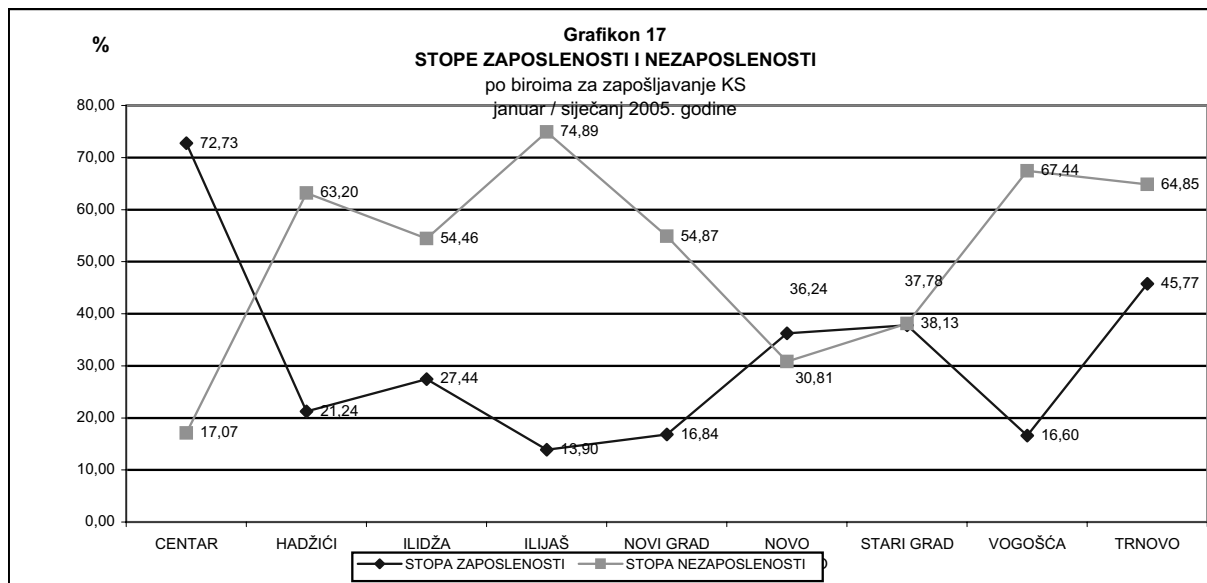 %
Grafikon 17
STOPE ZAPOSLENOSTI I NEZAPOSLENOSTI
po biroima za zapošljavanje KS
januar / siječanj 2005. godine
80,00
70,00
60,00
50,00
40,00
30,00
20,00
10,00
0,00
72,73
21,24
27,44
13,90
16,84
36,24
37,78
16,60
45,77
17,07
63,20
54,46
74,89
54,87
30,81
38,13
67,44
64,85
CENTAR
HADŽIĆI
ILIDŽA
ILIJAŠ
NOVI GRAD
NOVO
STARI GRAD
VOGOŠĆA
TRNOVO
STOPA ZAPOSLENOSTI
STOPA NEZAPOSLENOSTI